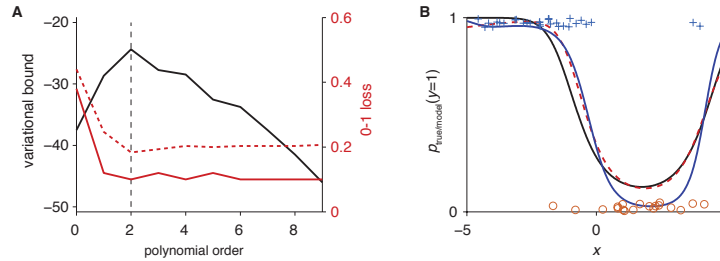 A
−20
−30
−40
−50
variational bound
0 2 4 6 8
polynomial order
0.6
0.4
0.2
0
0-1 loss
B
1
0
p true/model(y=1)
−5 0 5
x